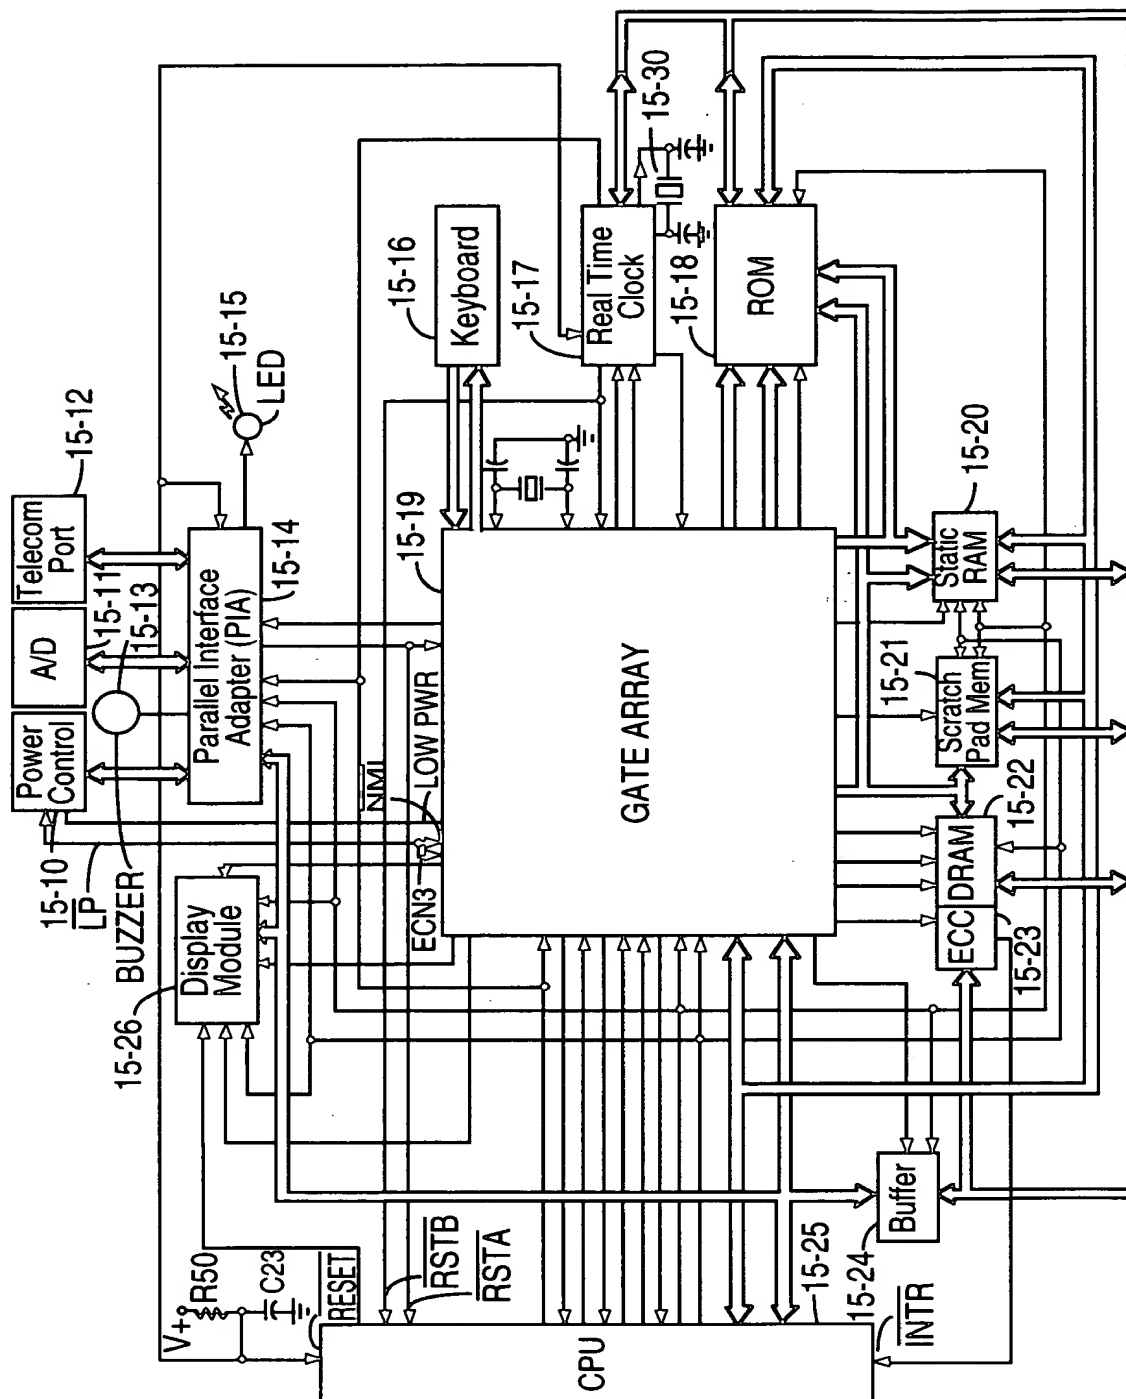 Power
Control
A/D
Telecom
Port
15-10
15-11
15-12
LP
15-13
BUZZER
15-26
Display
Module
Parallel Interface
Adapter (PIA)
15-14
15-15
LED
V+
R50
C23
RESET
NMI
LOW PWR
ECN3
RSTB
RSTA
15-19
15-16
Keyboard
15-17
Real Time
Clock
15-30
CPU
GATE ARRAY
15-18
ROM
15-25
15-24
Buffer
INTR
ECC
DRAM
15-23
15-22
15-21
Scratch
Pad Mem
Static
RAM
15-20